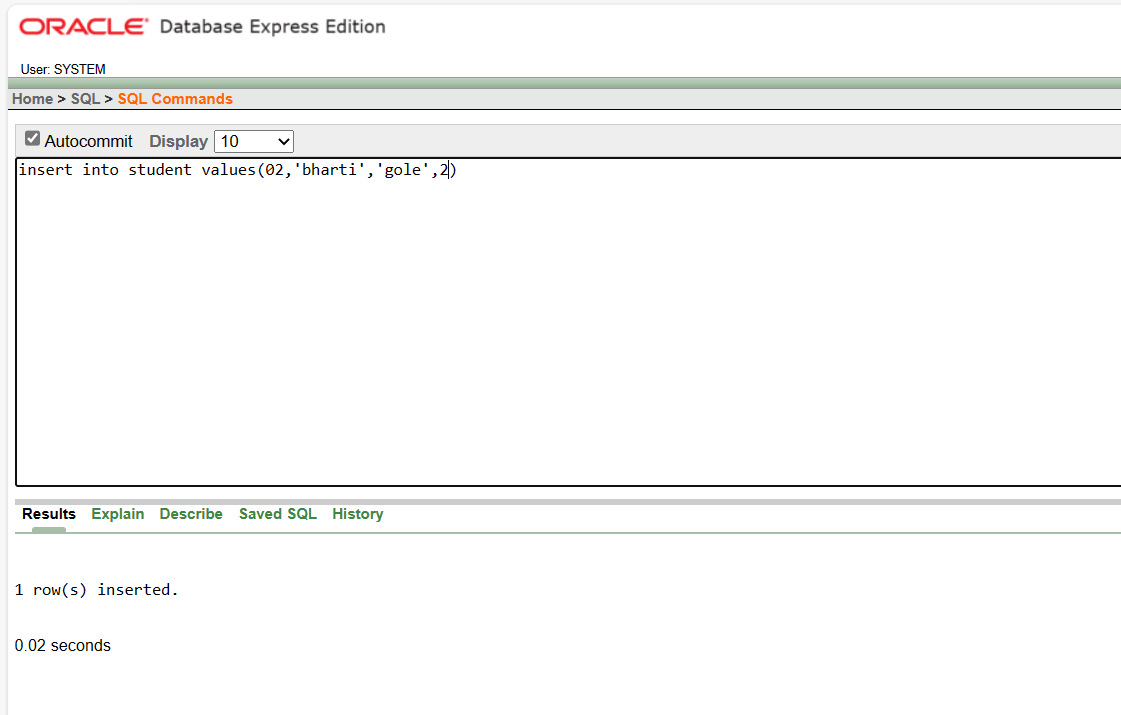 ORACLE Database Express Edition
User: SYSTEM
Home > SQL > SQL Commands
Autocommit Display 10
insert into student values(02,'bharti','gole',2)
Results Explain Describe Saved SQL History
1 row(s) inserted.
0.02 seconds